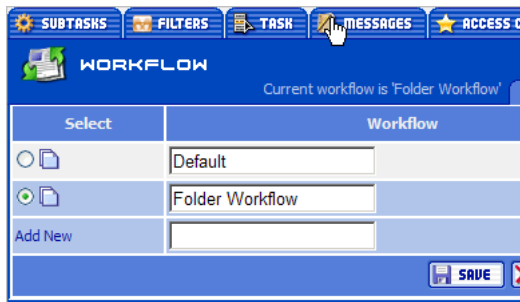 SUBTASKS FILTERS TASK MESSAGES ACCESS
WORKFLOW
Current workflow is 'Folder Workflow'
Select Workflow
Default
Folder Workflow
Add New
SAVE